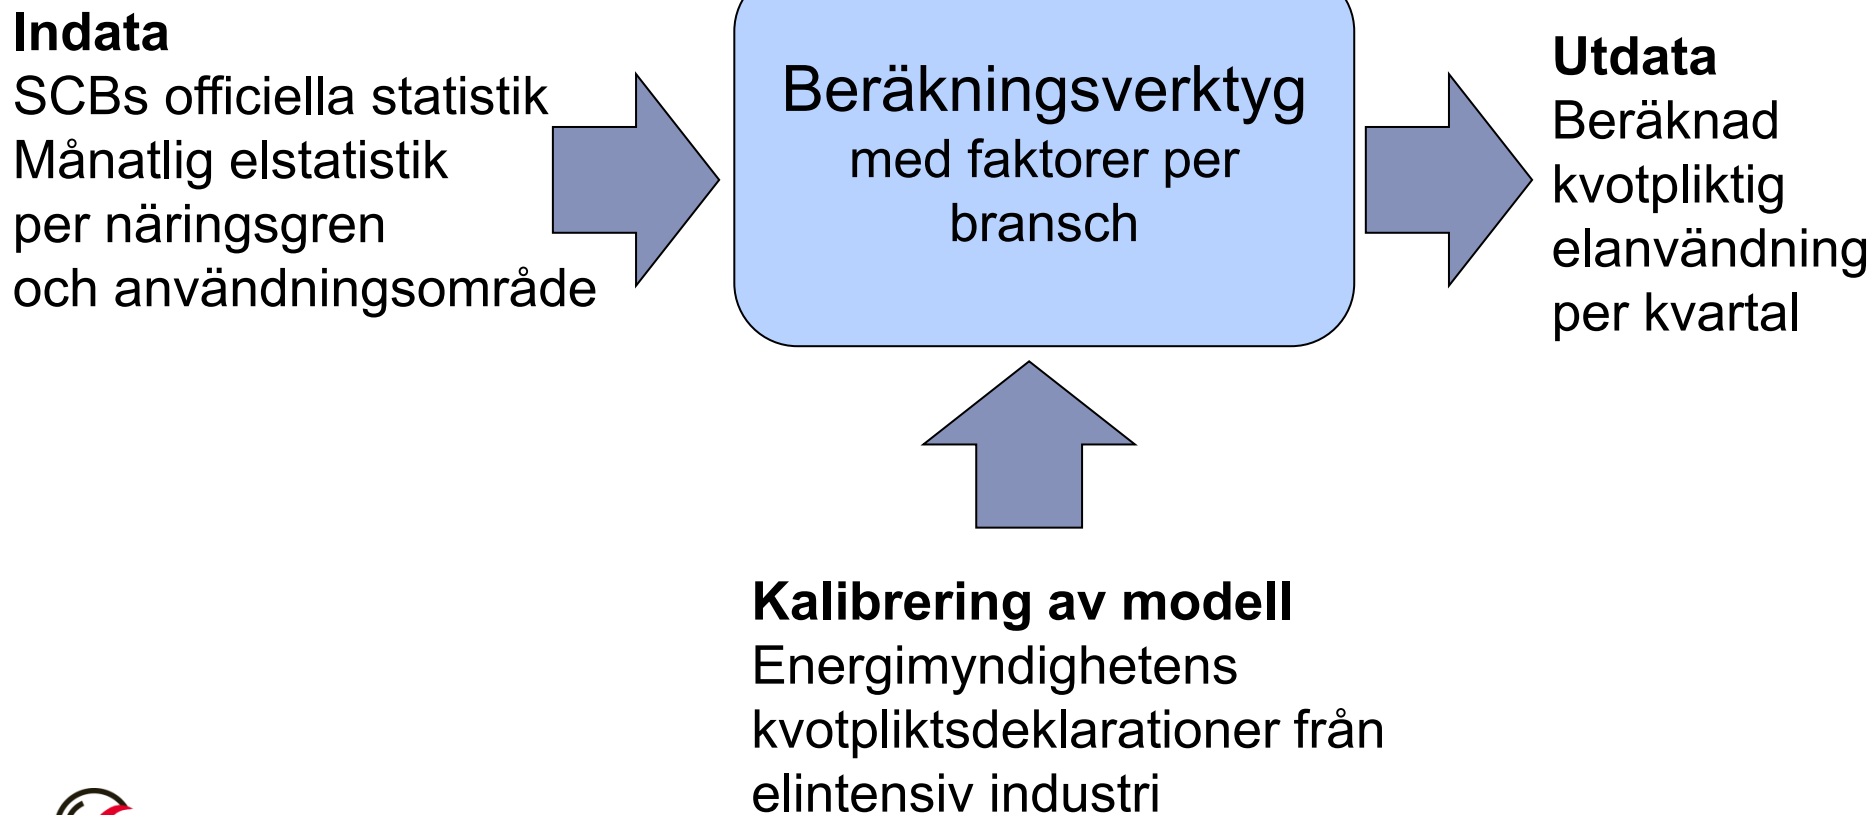 Indata
SCBs officiella statistik
Månatlig elstatistik
per näringsgren
och användningsområde
Beräkningsverktyg
med faktorer per
bransch
Utdata
Beräknad
kvotpliktig
elanvändning
per kvartal
Kalibrering av modell
Energimyndighetens
kvotpliktsdeklarationer från
elintensiv industri